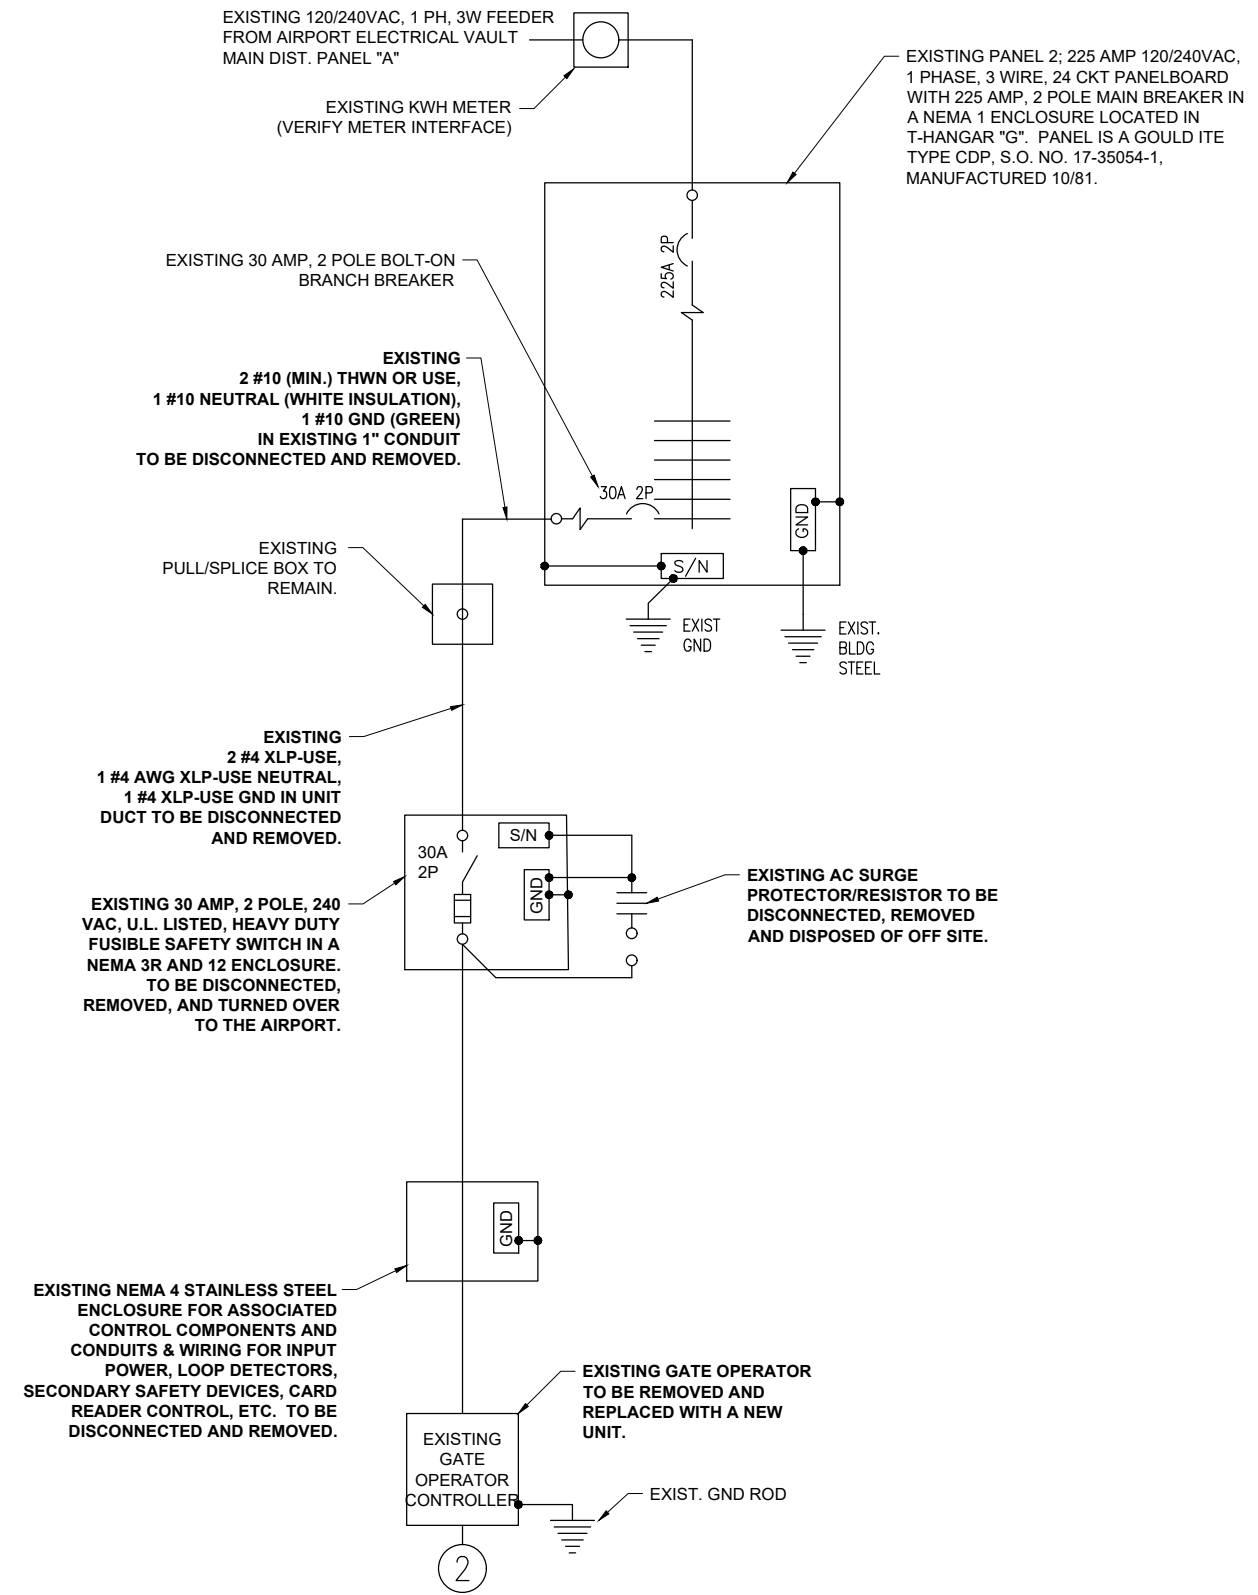 EXISTING 120/240VAC, 1 PH, 3W FEEDER
FROM AIRPORT ELECTRICAL VAULT
MAIN DIST. PANEL "A"
EXISTING KWH METER
(VERIFY METER INTERFACE)
EXISTING PANEL 2; 225 AMP 120/240VAC,
1 PHASE, 3 WIRE, 24 CKT PANELBOARD
WITH 225 AMP, 2 POLE MAIN BREAKER IN
A NEMA 1 ENCLOSURE LOCATED IN
T-HANGAR "G". PANEL IS A GOULD ITE
TYPE CDP, S.O. NO. 17-35054-1,
MANUFACTURED 10/81.
225A 2P
EXISTING 30 AMP, 2 POLE BOLT-ON
BRANCH BREAKER
EXISTING
2 #10 (MIN.) THWN OR USE,
1 #10 NEUTRAL (WHITE INSULATION),
1 #10 GND (GREEN)
IN EXISTING 1" CONDUIT
TO BE DISCONNECTED AND REMOVED.
30A 2P
GND
S/N
EXIST
GND
EXIST.
BLDG
STEEL
EXISTING
PULL/SPLICE BOX TO
REMAIN.
EXISTING
2 #4 XLP-USE,
1 #4 AWG XLP-USE NEUTRAL,
1 #4 XLP-USE GND IN UNIT
DUCT TO BE DISCONNECTED
AND REMOVED.
30A
2P
S/N
GND
EXISTING AC SURGE
PROTECTOR/RESISTOR TO BE
DISCONNECTED, REMOVED
AND DISPOSED OF OFF SITE.
EXISTING 30 AMP, 2 POLE, 240
VAC, U.L. LISTED, HEAVY DUTY
FUSIBLE SAFETY SWITCH IN A
NEMA 3R AND 12 ENCLOSURE.
TO BE DISCONNECTED,
REMOVED, AND TURNED OVER
TO THE AIRPORT.
GND
EXISTING NEMA 4 STAINLESS STEEL
ENCLOSURE FOR ASSOCIATED
CONTROL COMPONENTS AND
CONDUITS & WIRING FOR INPUT
POWER, LOOP DETECTORS,
SECONDARY SAFETY DEVICES, CARD
READER CONTROL, ETC. TO BE
DISCONNECTED AND REMOVED.
EXISTING GATE OPERATOR
TO BE REMOVED AND
REPLACED WITH A NEW
UNIT.
EXISTING
GATE
OPERATOR
CONTROLLER
EXIST. GND ROD
2